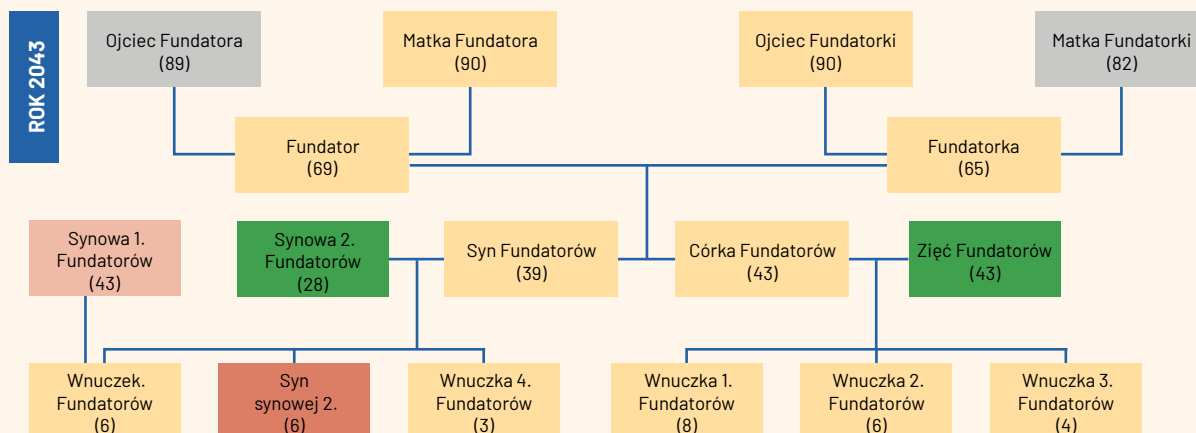 ROK 2043
Ojciec Fundatora
(89)
Matka Fundatora
(90)
Ojciec Fundatorki
(90)
Matka Fundatorki
(82)
Fundator
(69)
Fundatorka
(65)
Synowa 1.
Fundatorów
(43)
Synowa 2.
Fundatorów
(28)
Syn Fundatorów
(39)
Córka Fundatorów
(43)
Zięć Fundatorów
(43)
Wnuczek.
Fundatorów
(6)
Syn
synowej 2.
(6)
Wnuczka 4.
Fundatorów
(3)
Wnuczka 1.
Fundatorów
(8)
Wnuczka 2.
Fundatorów
(6)
Wnuczka 3.
Fundatorów
(4)